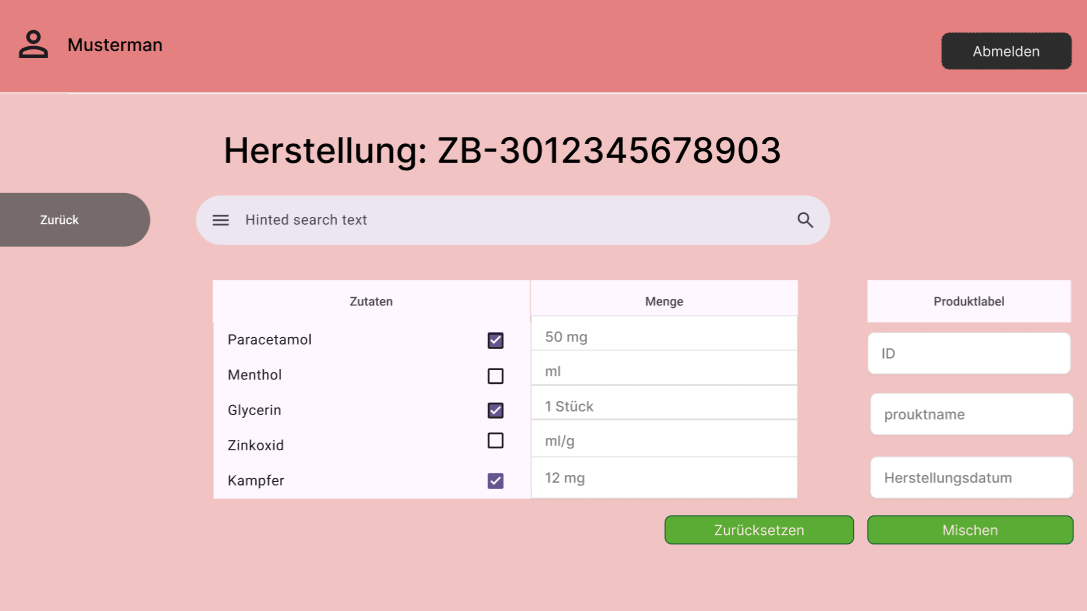 Musterman
Abmelden
Herstellung: ZB-3012345678903
Zurück
Hinted search text
Zutaten
Menge
Produktlabel
Paracetamol
50 mg
ID
Menthol
ml
Glycerin
1 Stück
prouktname
Zinkoxid
ml/g
Kampfer
12 mg
Herstellungsdatum
Zurücksetzen
Mischen